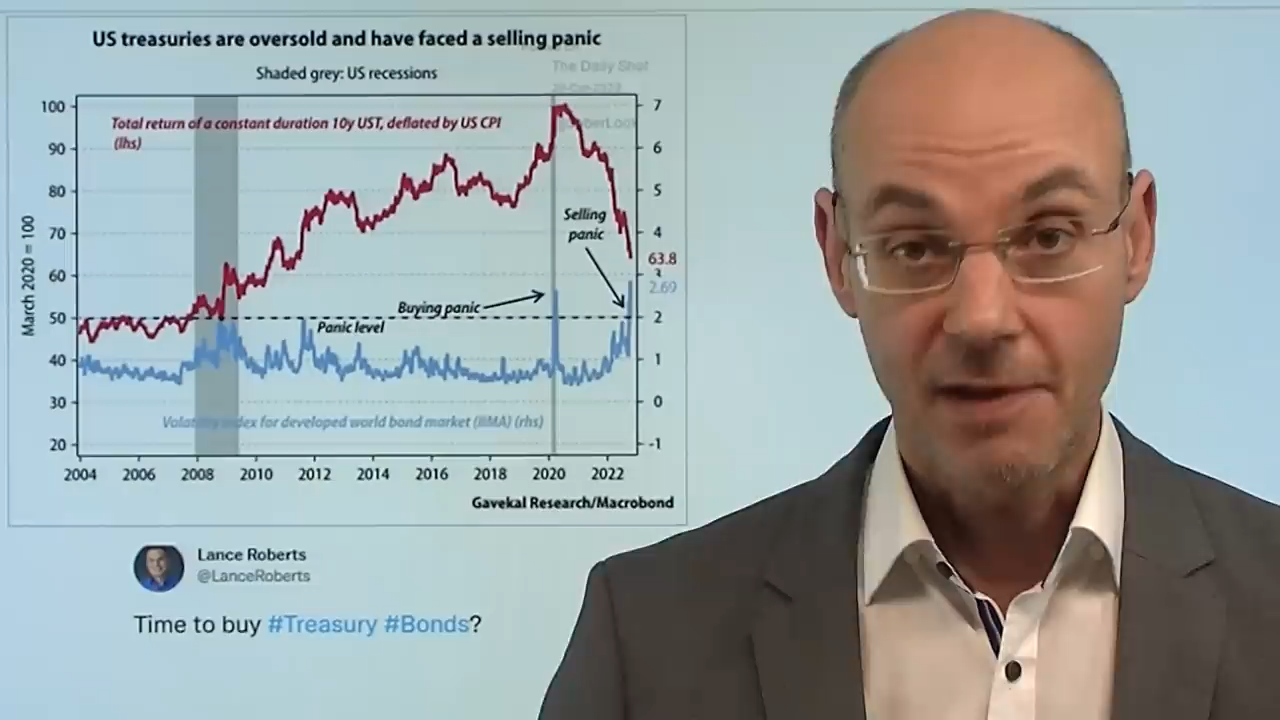 US treasuries are oversold and have faced a selling panic
Shaded grey: US recessions
The Daily Shot
100
90
80
70
60
50
40
30
20
March 2020 = 100
Total return of a constant duration 10y UST, deflated by US CPI
(lhs)
Selling
panic
Buying panic
Panic level
Volatility index for developed world bond market (IIMA) (rhs)
7
6
5
4
63.8
3
2.69
2
1
0
-1
2004 2006 2008 2010 2012 2014 2016 2018 2020 2022
Gavekal Research/Macrobond
Lance Roberts
@LanceRoberts
Time to buy #Treasury #Bonds?